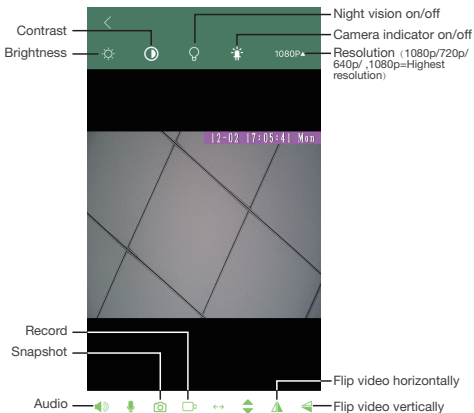 Night vision on/off
Contrast
Camera indicator on/off
Brightness
1080P
Resolution（1080p/720p/
640p/ ,1080p=Highest
resolution）
12-02 17:05:41 Mon
Record
Snapshot
Flip video horizontally
Audio
Flip video vertically